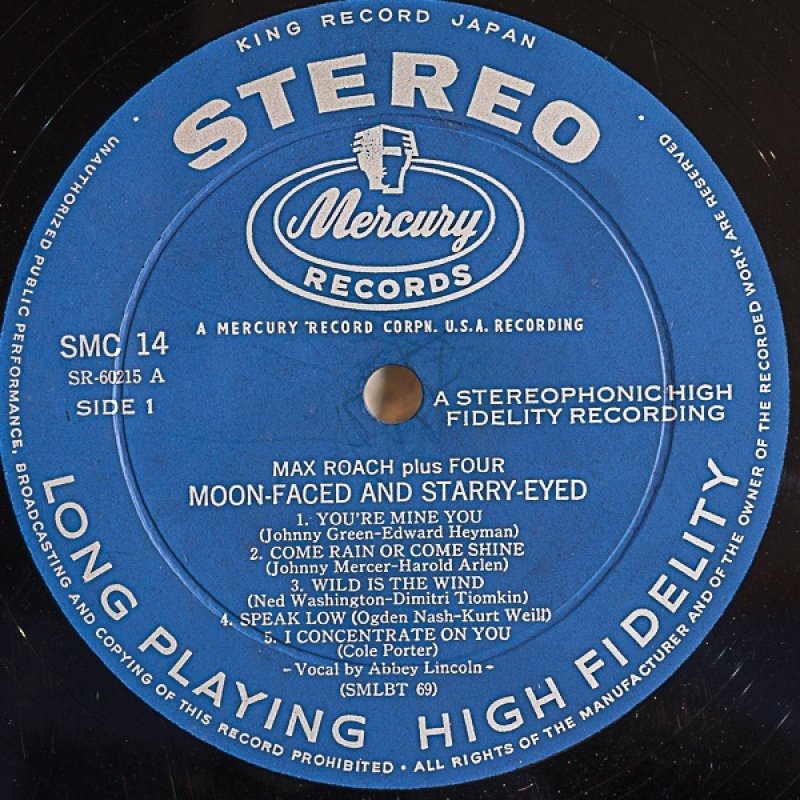 KING RECORD JAPAN
STEREO
Mercury
RECORDS
A MERCURY RECORD CORPN. U.S.A. RECORDING
SMC 14
SR-60215 A
SIDE 1
A STEREOPHONIC HIGH
FIDELITY RECORDING
MAX ROACH plus FOUR
MOON-FACED AND STARRY-EYED
1. YOU'RE MINE YOU
(Johnny Green-Edward Heyman)
2. COME RAIN OR COME SHINE
(Johnny Mercer-Harold Arlen)
3. WILD IS THE WIND
(Ned Washington-Dimitri Tiomkin)
4. SPEAK LOW (Ogden Nash-Kurt Weill)
5. I CONCENTRATE ON YOU
(Cole Porter)
- Vocal by Abbey Lincoln -
(SMLBT 69)
LONG PLAYING HIGH FIDELITY
• UNAUTHORIZED PUBLIC PERFORMANCE, BROADCASTING AND COPYING OF THIS RECORD PROHIBITED • ALL RIGHTS OF THE MANUFACTURER AND OF THE OWNER OF THE RECORDED WORK ARE RESERVED •